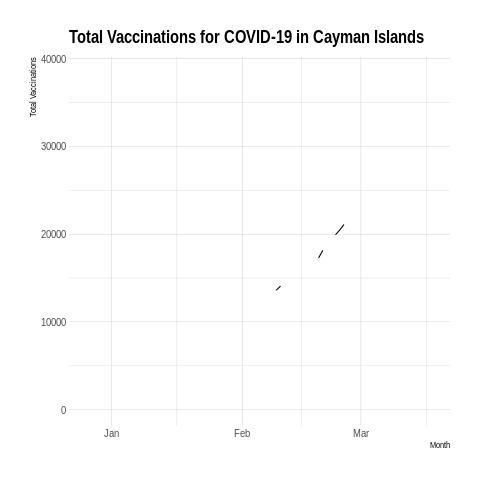 Total Vaccinations for COVID-19 in Cayman Islands
Total Vaccinations
40000
30000
20000
10000
0
Jan
Feb
Mar
Month